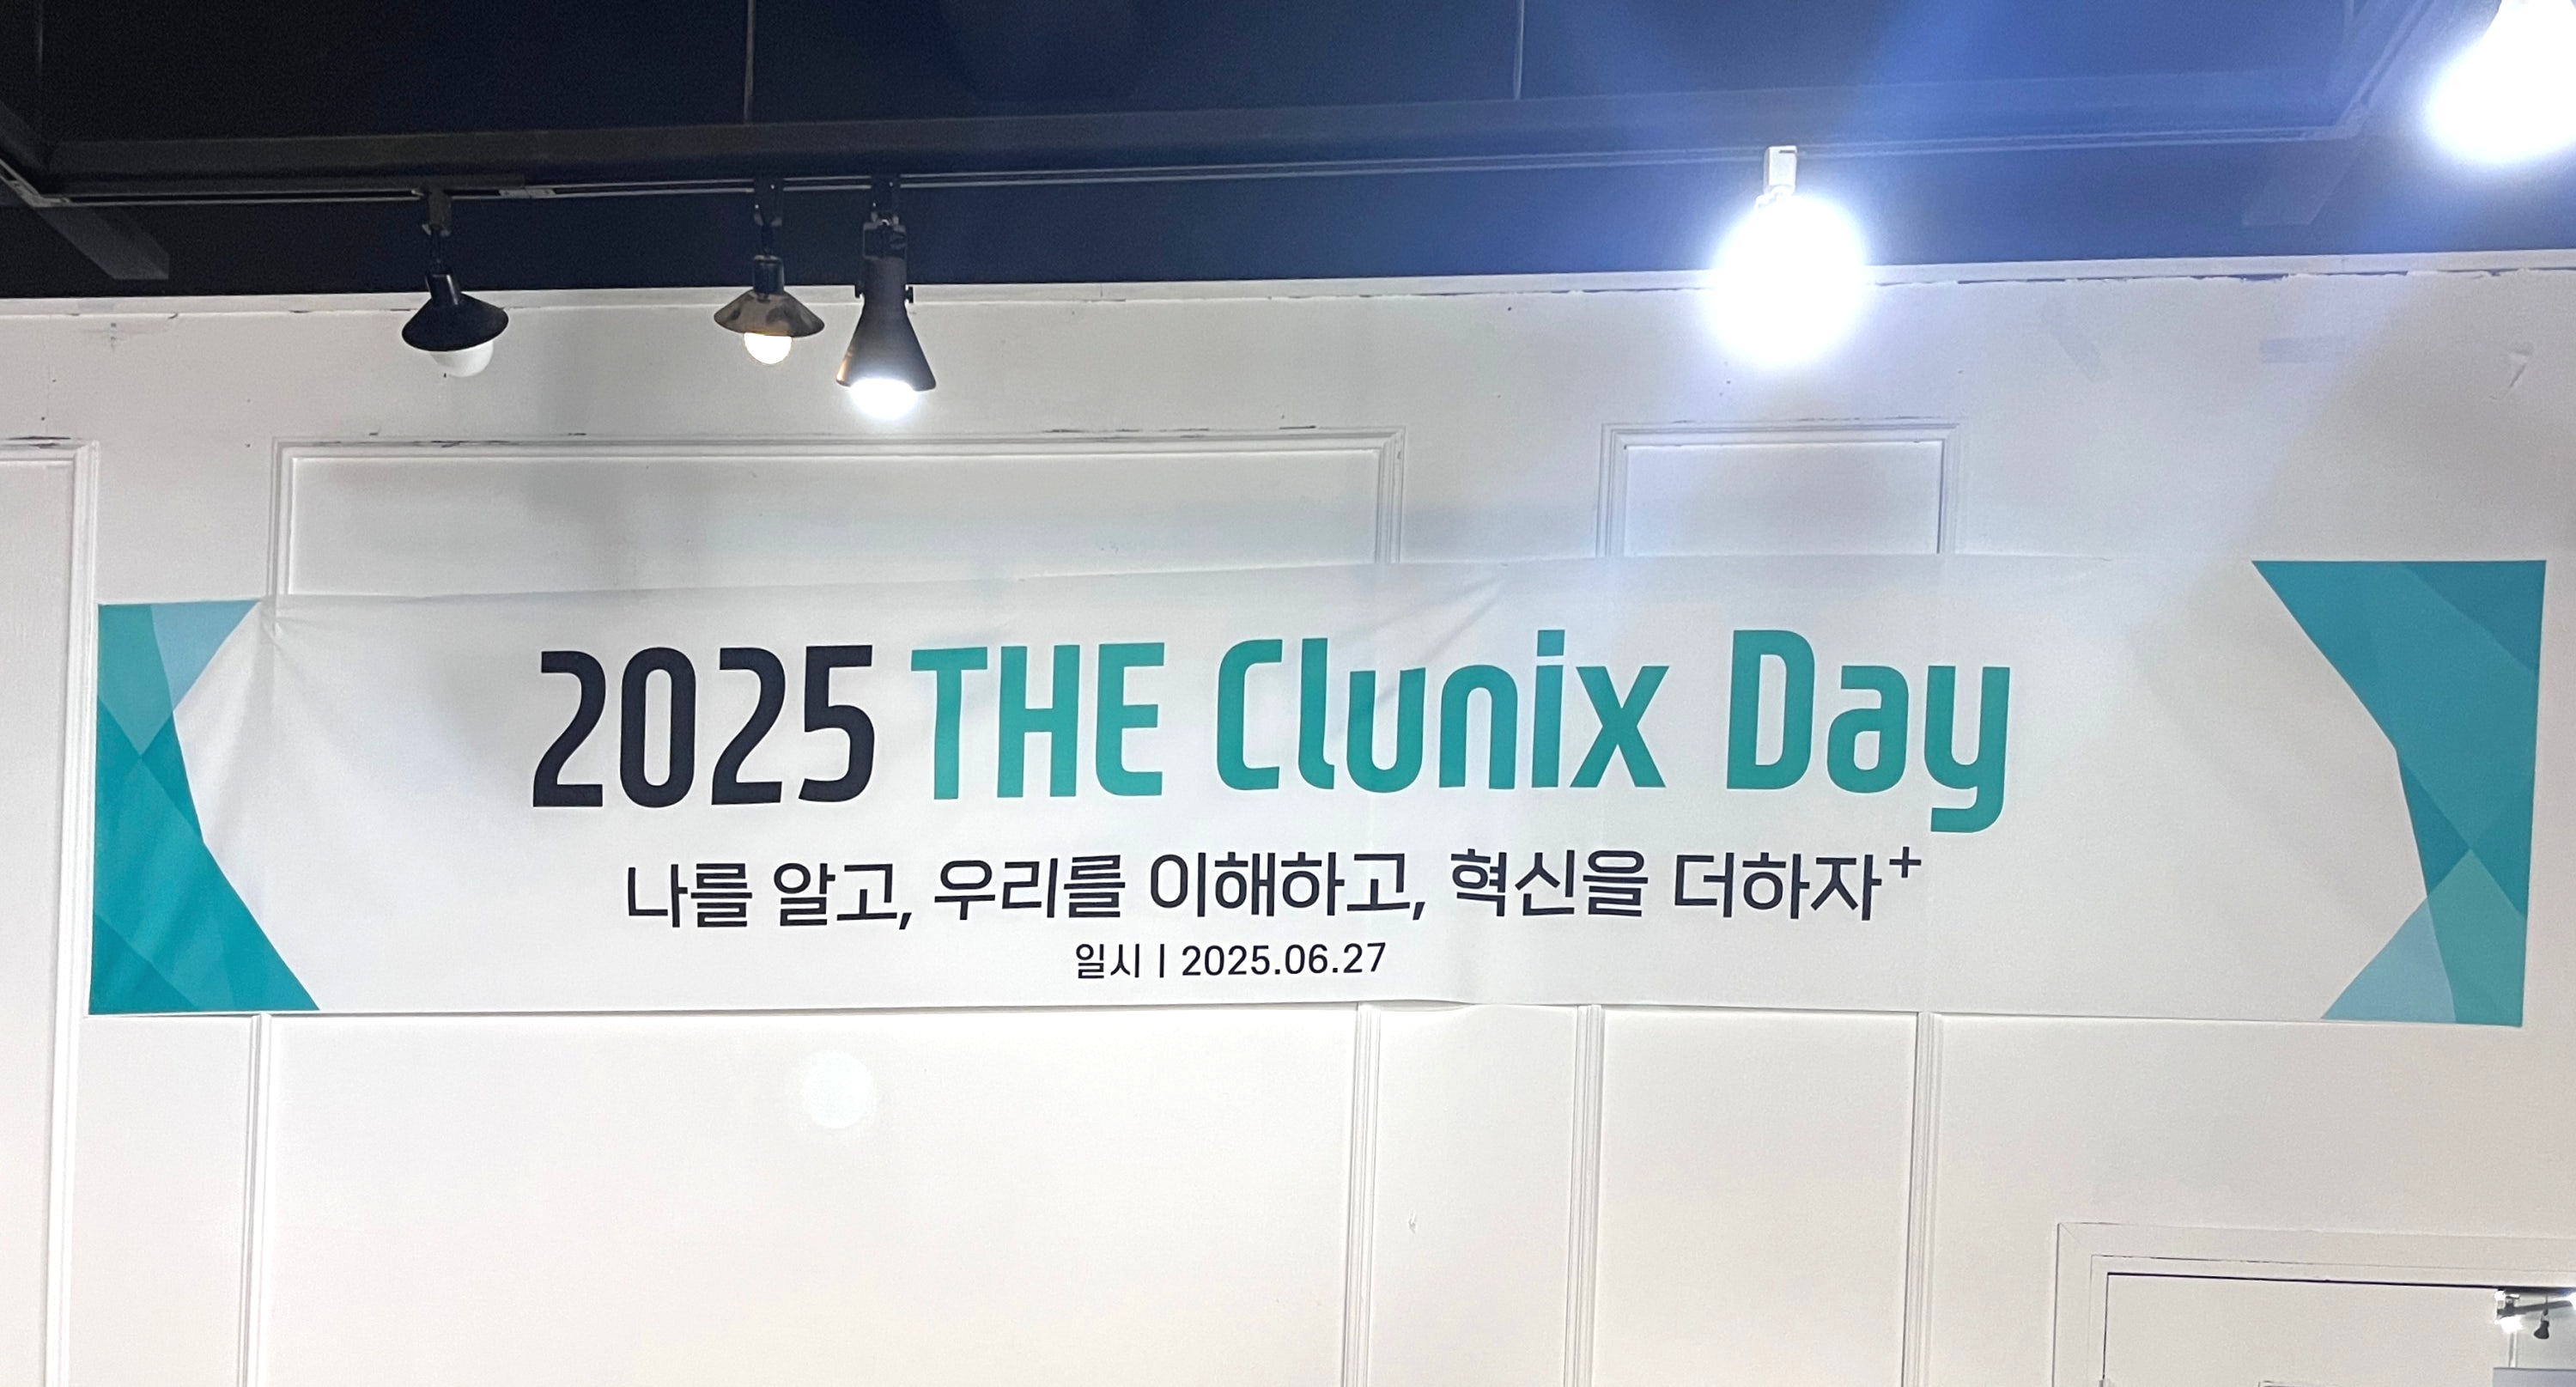 2025 THE Clunix Day
나를 알고, 우리를 이해하고, 혁신을 더하자+
일시 | 2025.06.27